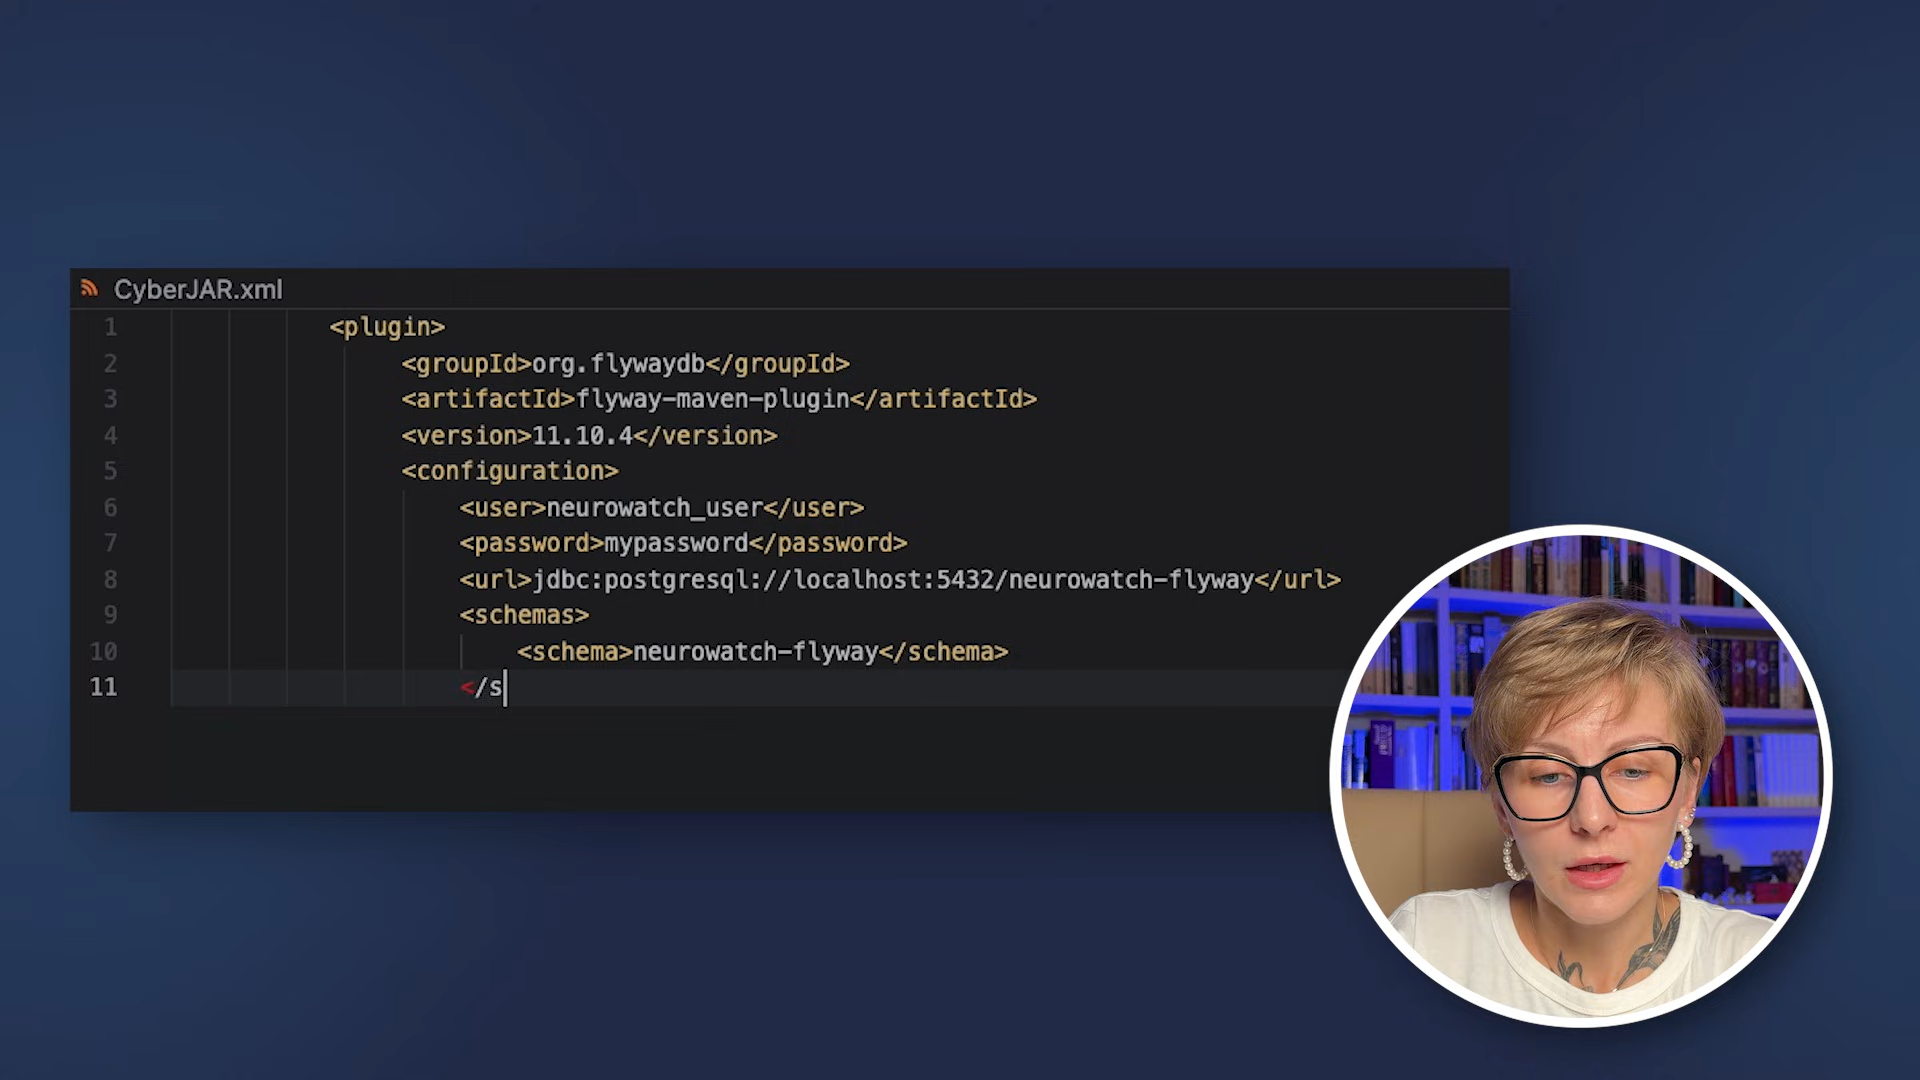 CyberJAR.xml
1 <plugin>
2 <groupId>org.flywaydb</groupId>
3 <artifactId>flyway-maven-plugin</artifactId>
4 <version>11.10.4</version>
5 <configuration>
6 <user>neurowatch_user</user>
7 <password>mypassword</password>
8 <url>jdbc:postgresql://localhost:5432/neurowatch-flyway</url>
9 <schemas>
10 <schema>neurowatch-flyway</schema>
11 </s